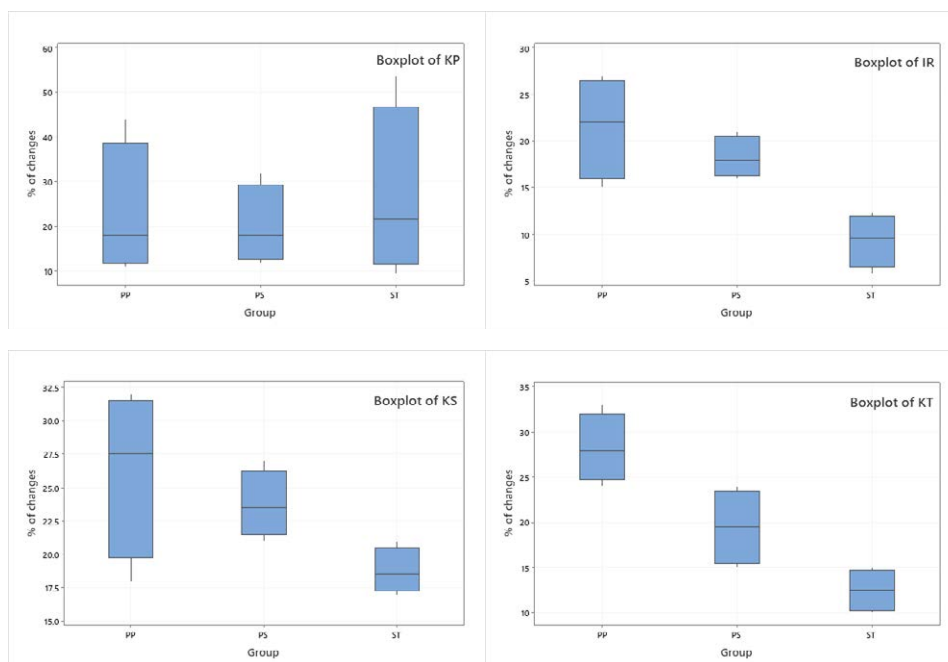 Boxplot of KP
60
50
40
30
20
10
% of changes
PP PS ST
Group
Boxplot of IR
30
25
20
15
10
5
% of changes
PP PS ST
Group
Boxplot of KS
32.5
30.0
27.5
25.0
22.5
20.0
17.5
15.0
% of changes
PP PS ST
Group
Boxplot of KT
35
30
25
20
15
10
% of changes
PP PS ST
Group